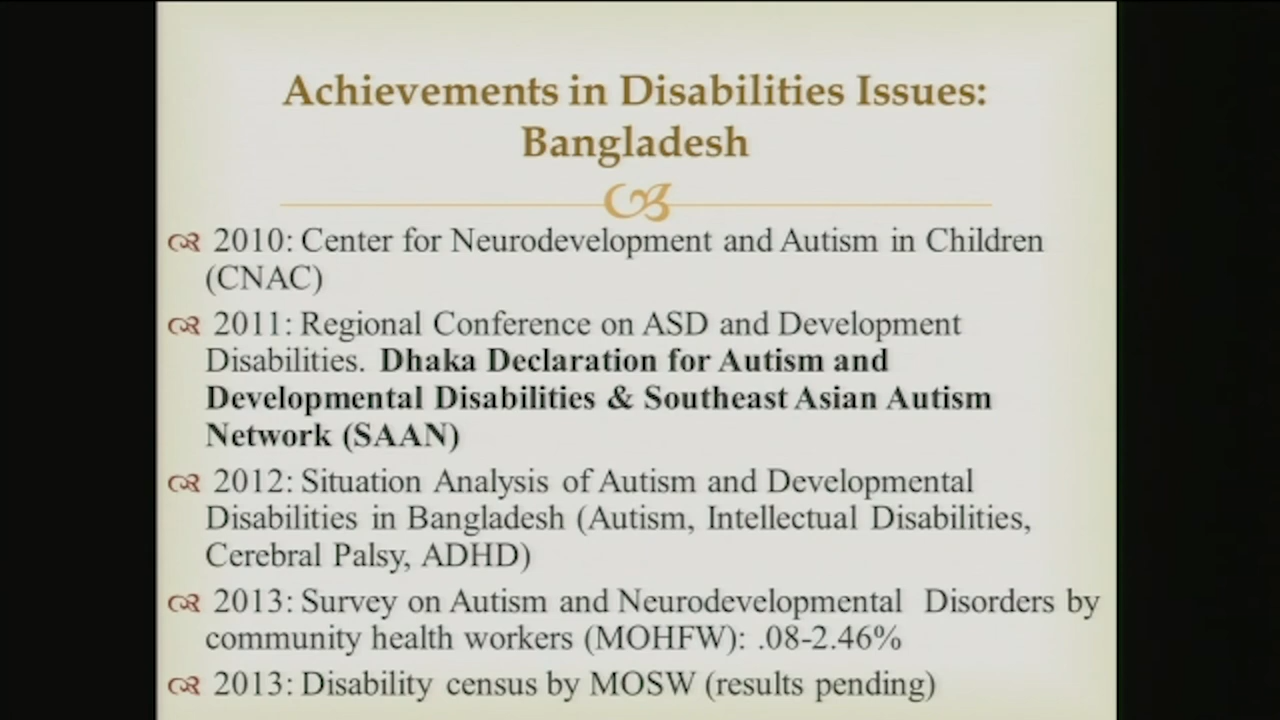 Achievements in Disabilities Issues:
Bangladesh
2010: Center for Neurodevelopment and Autism in Children
(CNAC)
2011: Regional Conference on ASD and Development
Disabilities. Dhaka Declaration for Autism and
Developmental Disabilities & Southeast Asian Autism
Network (SAAN)
2012: Situation Analysis of Autism and Developmental
Disabilities in Bangladesh (Autism, Intellectual Disabilities,
Cerebral Palsy, ADHD)
2013: Survey on Autism and Neurodevelopmental Disorders by
community health workers (MOHFW): .08-2.46%
2013: Disability census by MOSW (results pending)